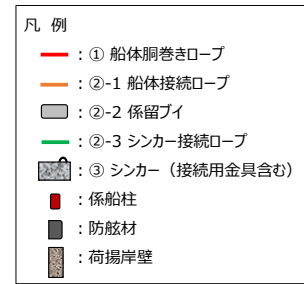 凡 例
：① 船体胴巻きロープ
：②-1 船体接続ロープ
：②-2 係留ブイ
：②-3 シンカー接続ロープ
：③ シンカー（接続用金具含む）
：係船柱
：防舷材
：荷揚岸壁